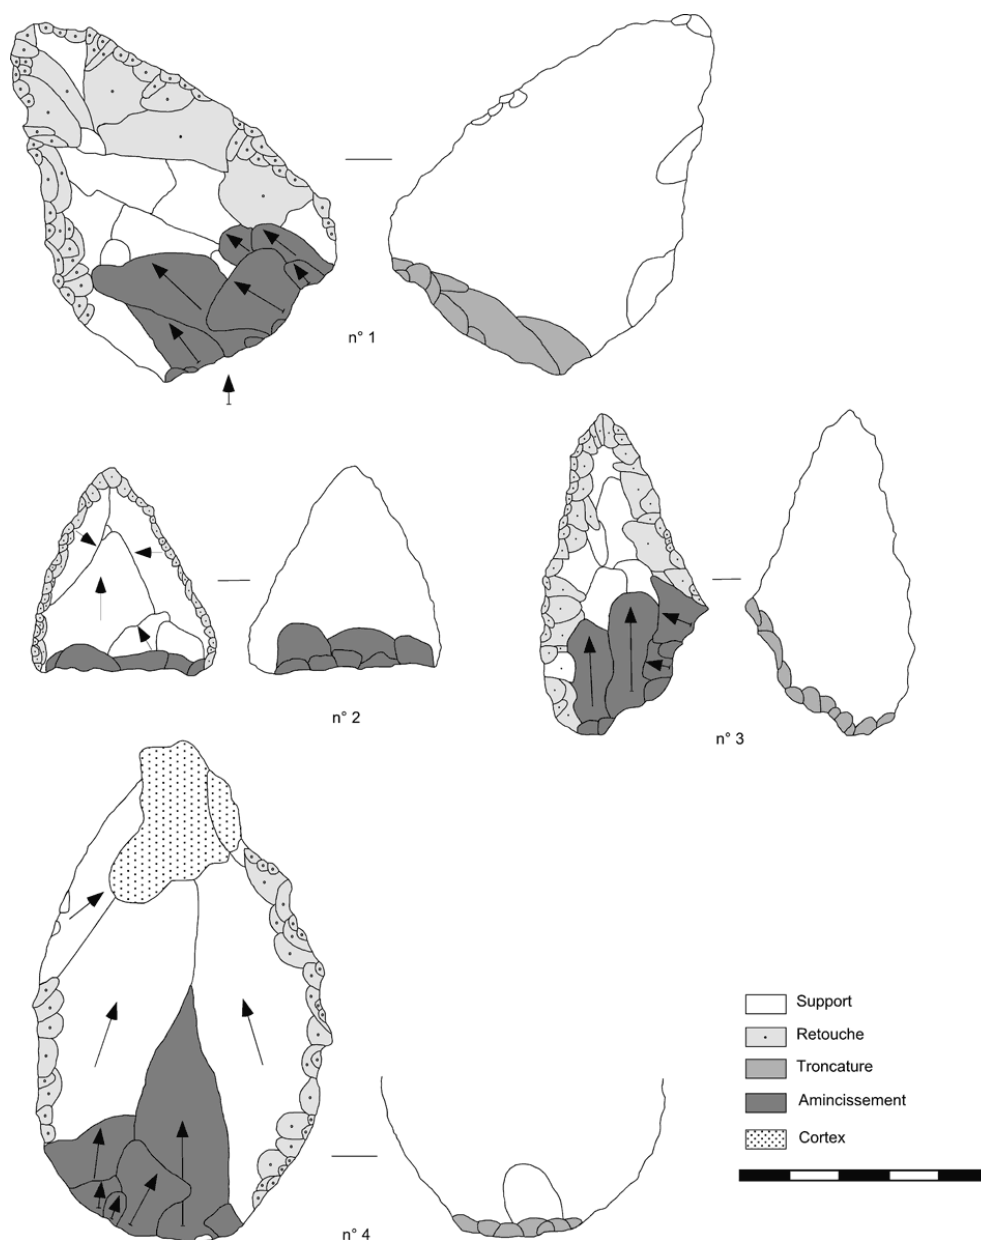 n° 1
n° 2
n° 3
n° 4
Support
Retouche
Troncature
Amincissement
Cortex